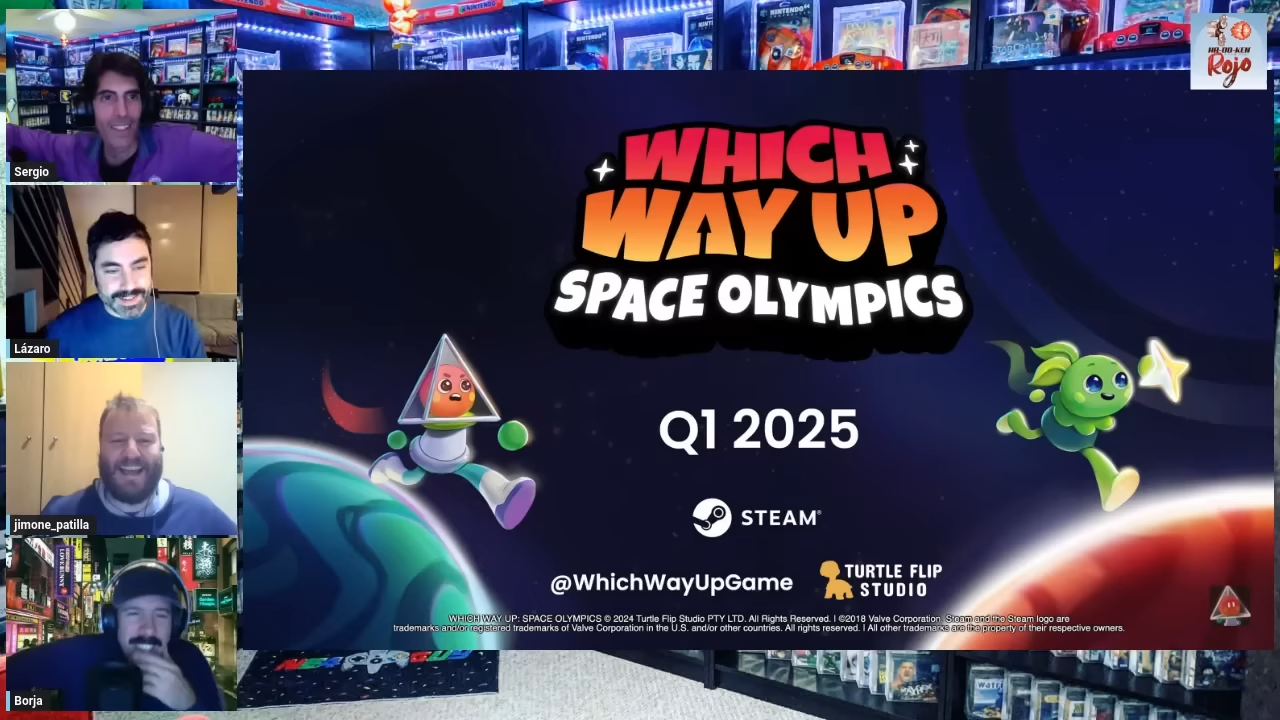 HA-DO-KEN
Rojo
Sergio
Lázaro
jimone_patilla
Borja
WHICH
WAY UP
SPACE OLYMPICS
Q1 2025
STEAM®
@WhichWayUpGame
TURTLE FLIP
STUDIO
WHICH WAY UP: SPACE OLYMPICS © 2024 Turtle Flip Studio PTY LTD. All Rights Reserved. | ©2018 Valve Corporation. Steam and the Steam logo are
trademarks and/or registered trademarks of Valve Corporation in the U.S. and/or other countries. All rights reserved. | All other trademarks are the property of their respective owners.